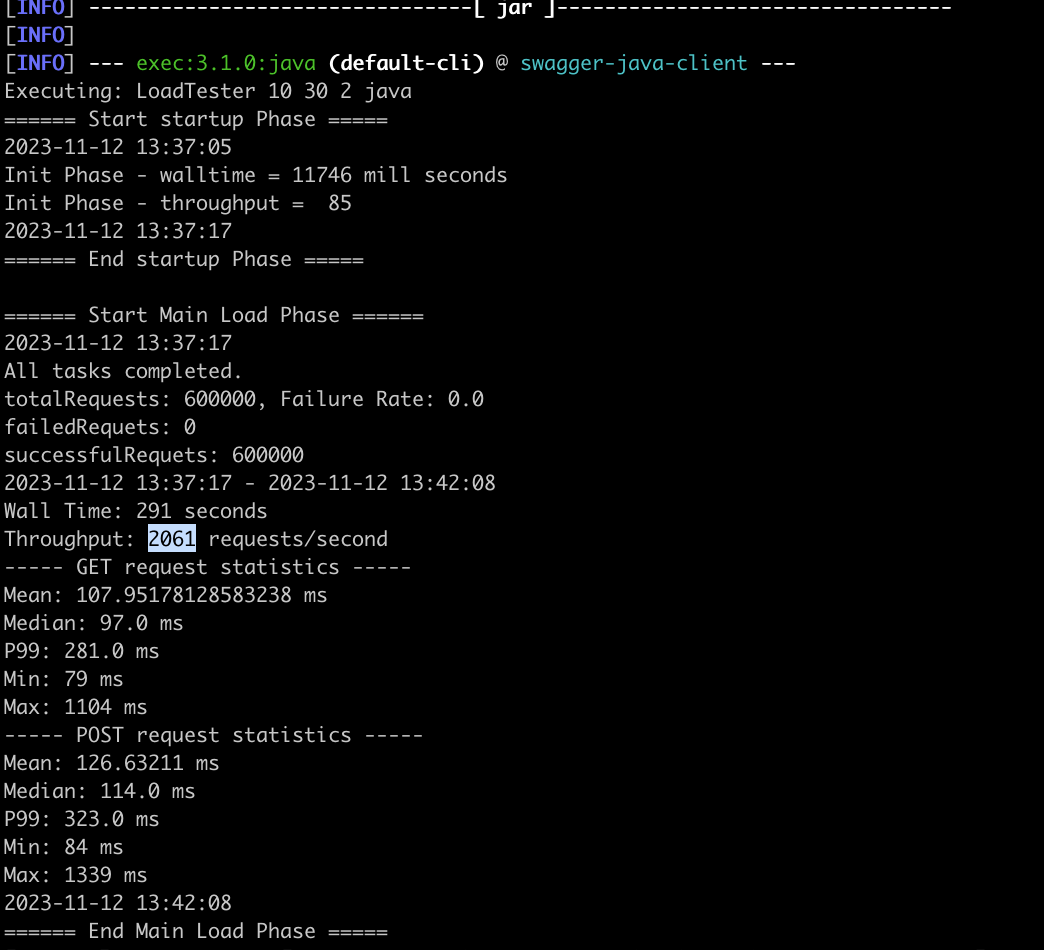 [INFO] --------------------------------[ jar ]---------------------------------
[INFO]
[INFO] --- exec:3.1.0:java (default-cli) @ swagger-java-client ---
Executing: LoadTester 10 30 2 java
====== Start startup Phase =====
2023-11-12 13:37:05
Init Phase - walltime = 11746 mill seconds
Init Phase - throughput =  85
2023-11-12 13:37:17
====== End startup Phase =====
====== Start Main Load Phase ======
2023-11-12 13:37:17
All tasks completed.
totalRequests: 600000, Failure Rate: 0.0
failedRequets: 0
successfulRequets: 600000
2023-11-12 13:37:17 - 2023-11-12 13:42:08
Wall Time: 291 seconds
Throughput: 2061 requests/second
----- GET request statistics -----
Mean: 107.95178128583238 ms
Median: 97.0 ms
P99: 281.0 ms
Min: 79 ms
Max: 1104 ms
----- POST request statistics -----
Mean: 126.63211 ms
Median: 114.0 ms
P99: 323.0 ms
Min: 84 ms
Max: 1339 ms
2023-11-12 13:42:08
====== End Main Load Phase =====